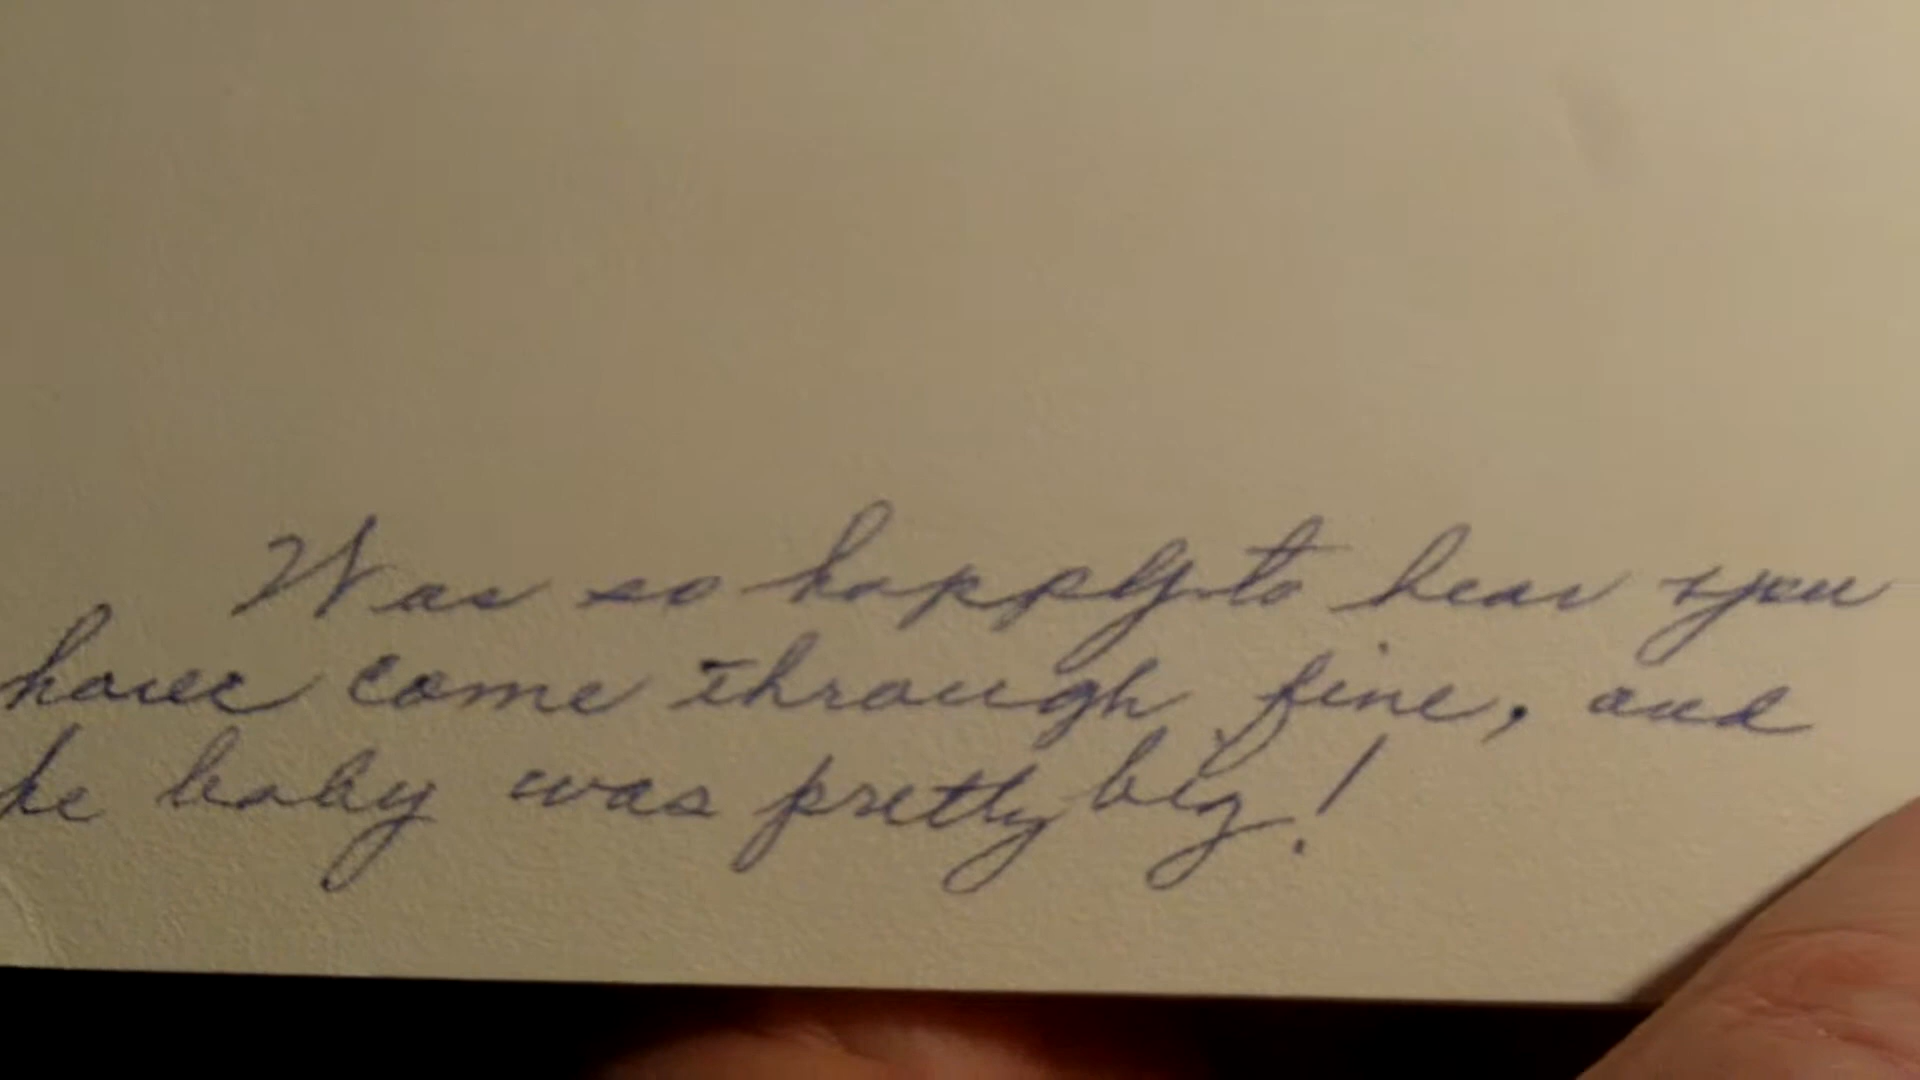 Was so happy to hear you
have come through fine, and
he baby was pretty big!